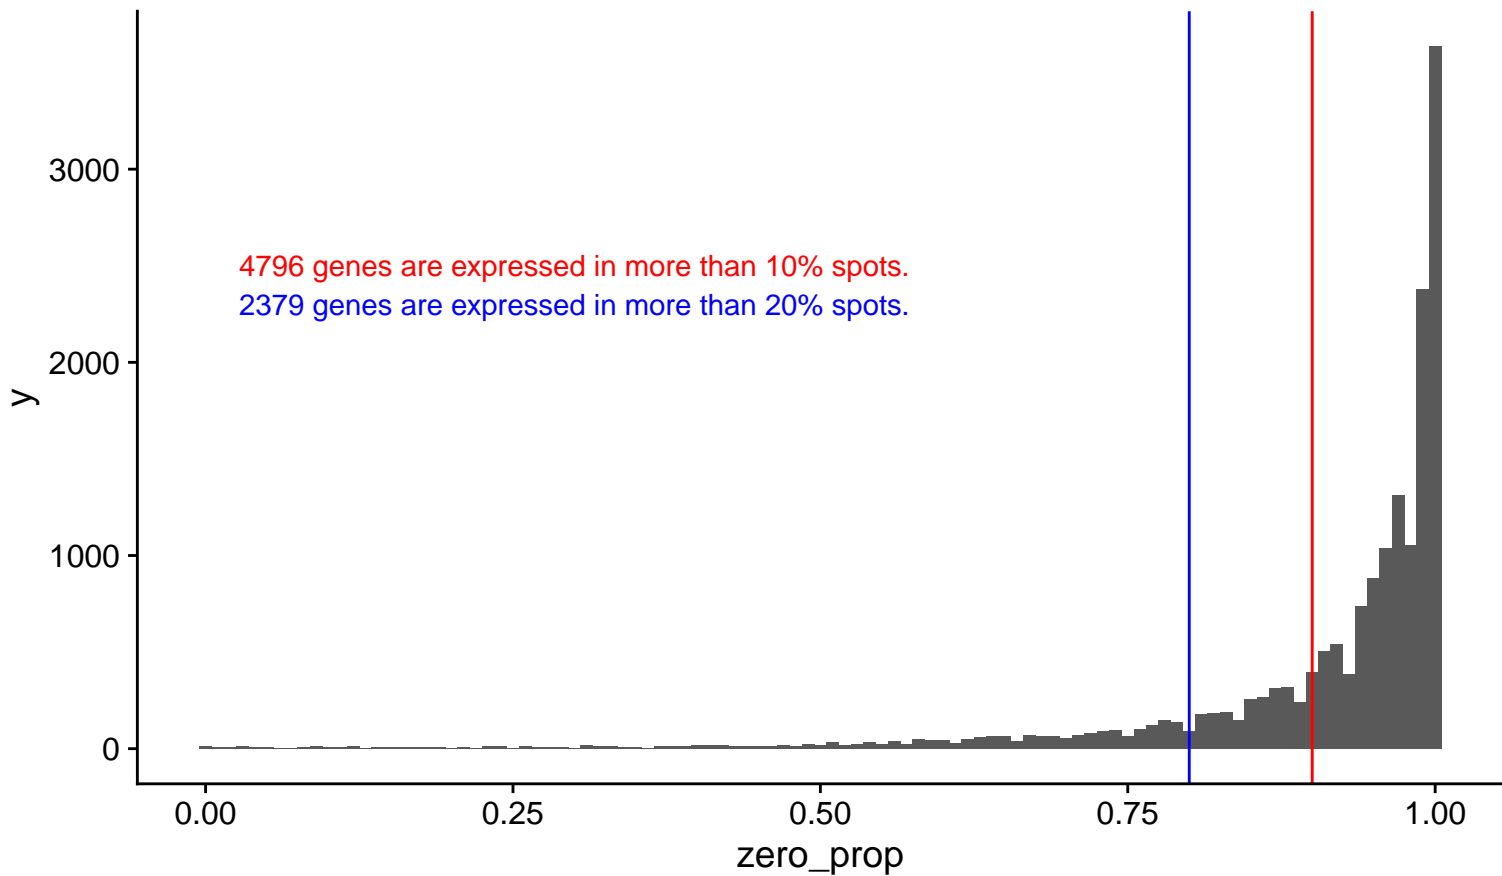 3000
2000
1000
0
y
4796 genes are expressed in more than 10% spots.
2379 genes are expressed in more than 20% spots.
0.00 0.25 0.50 0.75 1.00
zero_prop